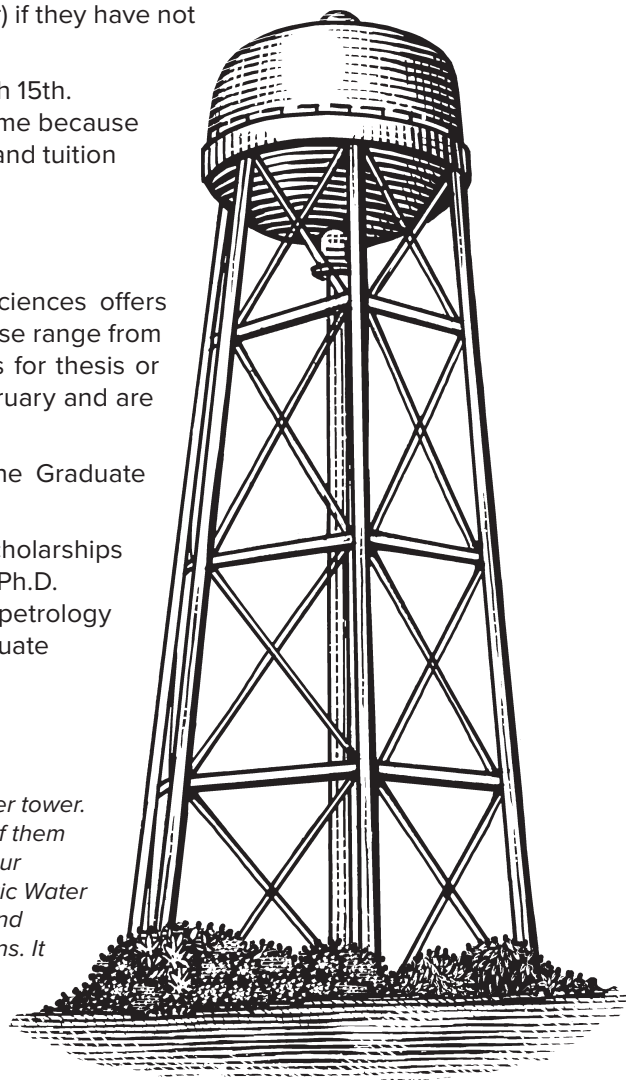 ) if they have not
h 15th.
me because
and tuition
ciences offers
se range from
s for thesis or
ruary and are
he Graduate
cholarships
Ph.D.
petrology
uate
er tower.
f them
ur
ic Water
nd
ns. It